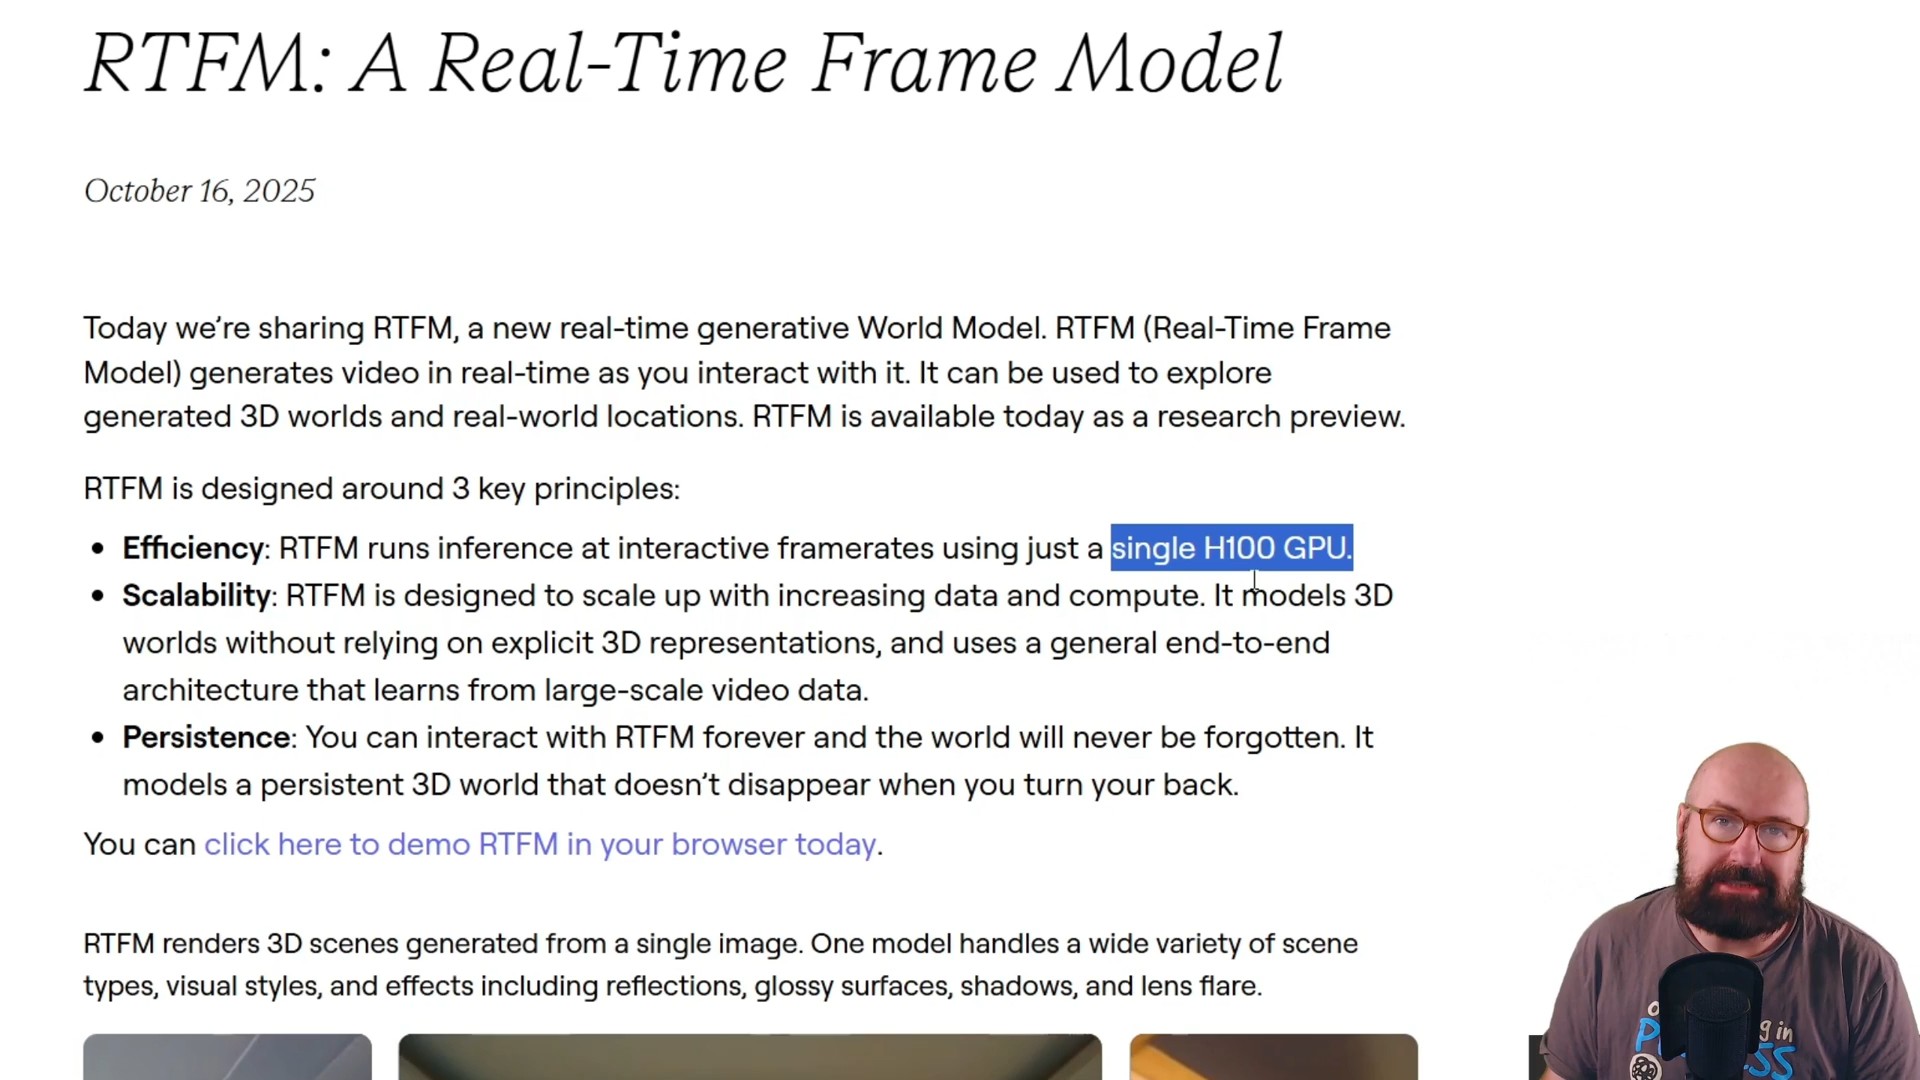 RTFM: A Real-Time Frame Model
October 16, 2025
Today we’re sharing RTFM, a new real-time generative World Model. RTFM (Real-Time Frame
Model) generates video in real-time as you interact with it. It can be used to explore
generated 3D worlds and real-world locations. RTFM is available today as a research preview.
RTFM is designed around 3 key principles:
• Efficiency: RTFM runs inference at interactive framerates using just a single H100 GPU.
• Scalability: RTFM is designed to scale up with increasing data and compute. It models 3D
worlds without relying on explicit 3D representations, and uses a general end-to-end
architecture that learns from large-scale video data.
• Persistence: You can interact with RTFM forever and the world will never be forgotten. It
models a persistent 3D world that doesn’t disappear when you turn your back.
You can click here to demo RTFM in your browser today.
RTFM renders 3D scenes generated from a single image. One model handles a wide variety of scene
types, visual styles, and effects including reflections, glossy surfaces, shadows, and lens flare.
in